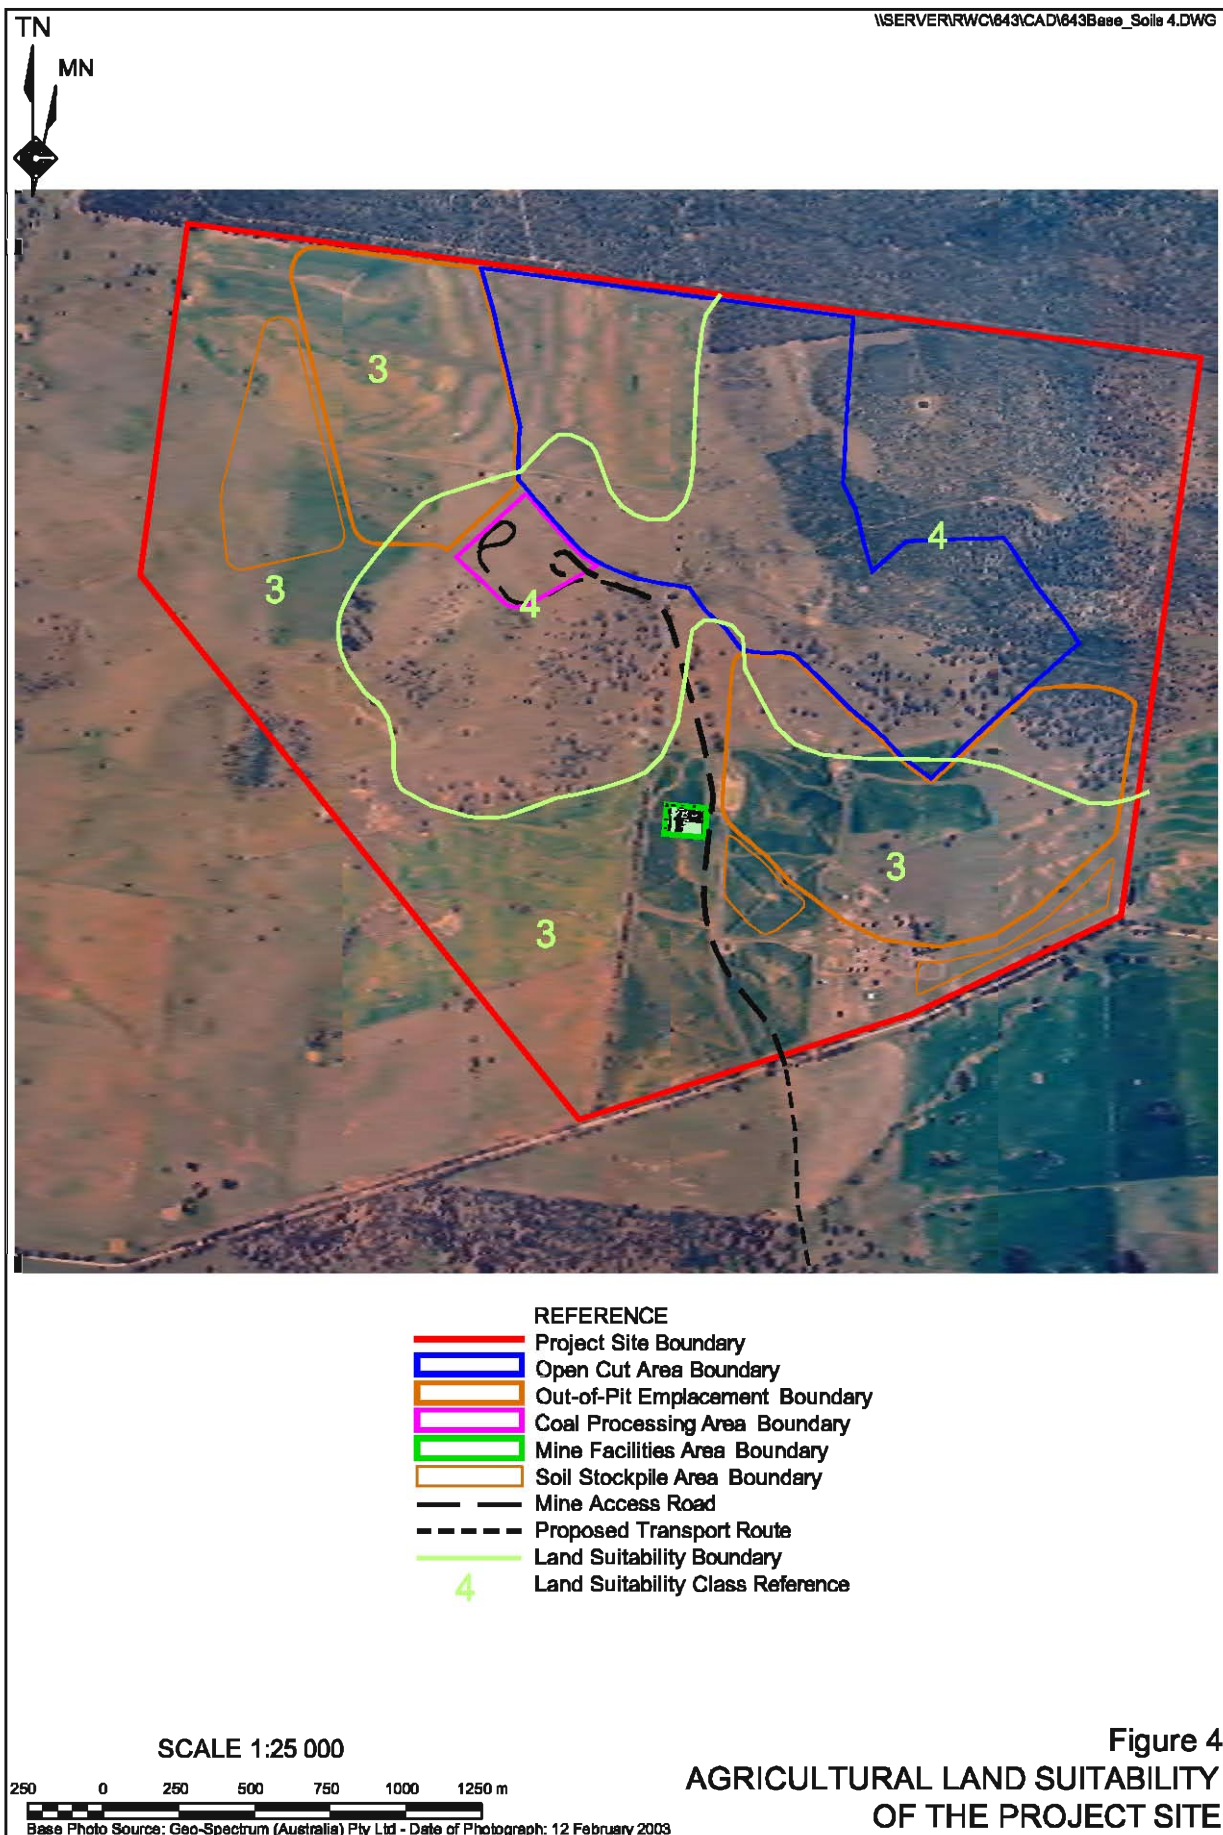 \\SERVER\RWC\643\CAD\643Base_Soils 4.DWG
TN
MN
3
4
3
4
3
3
REFERENCE
Project Site Boundary
Open Cut Area Boundary
Out-of-Pit Emplacement Boundary
Coal Processing Area Boundary
Mine Facilities Area Boundary
Soil Stockpile Area Boundary
Mine Access Road
Proposed Transport Route
Land Suitability Boundary
4 Land Suitability Class Reference
SCALE 1:25 000
250 0 250 500 750 1000 1250 m
Base Photo Source: Geo-Spectrum (Australia) Pty Ltd - Date of Photograph: 12 February 2003
Figure 4
AGRICULTURAL LAND SUITABILITY
OF THE PROJECT SITE